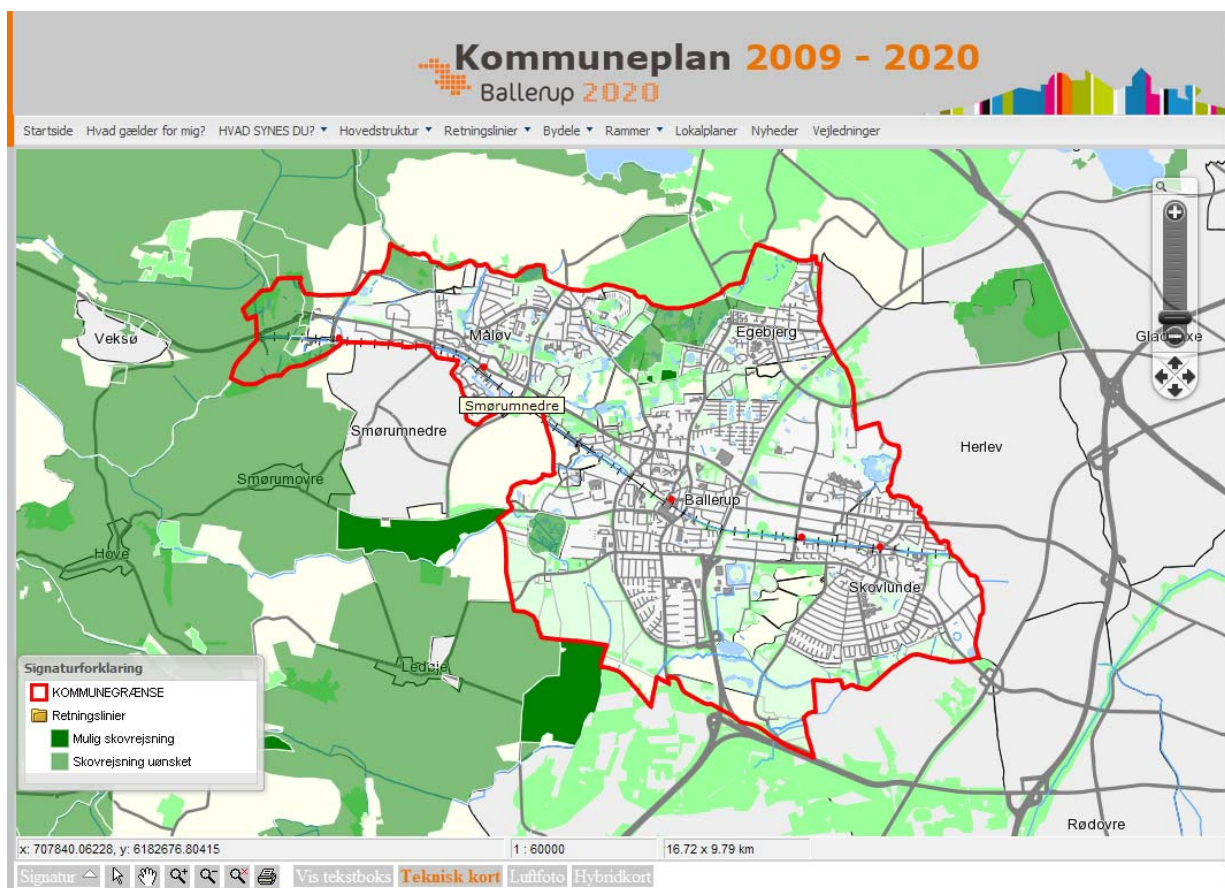 Kommuneplan 2009 - 2020
Ballerup 2020
Startside Hvad gælder for mig? HVAD SYNES DU? Hovedstruktur Retningslinier Bydele Rammer Lokalplaner Nyheder Vejledninger
Veksø
Måløv
Egebjerg
Smørumnedre
Smørumnedre
Herlev
Smørumovre
Ballerup
Hove
Skovlunde
Ledøje
Rødovre
Signaturforklaring
KOMMUNEGRÆNSE
Retningslinier
Mulig skovrejsning
Skovrejsning uønsket
x: 707840.06228, y: 6182676.80415 1 : 60000 16.72 x 9.79 km
Signatur Vis tekstboks Teknisk kort Luftfoto Hybridkort